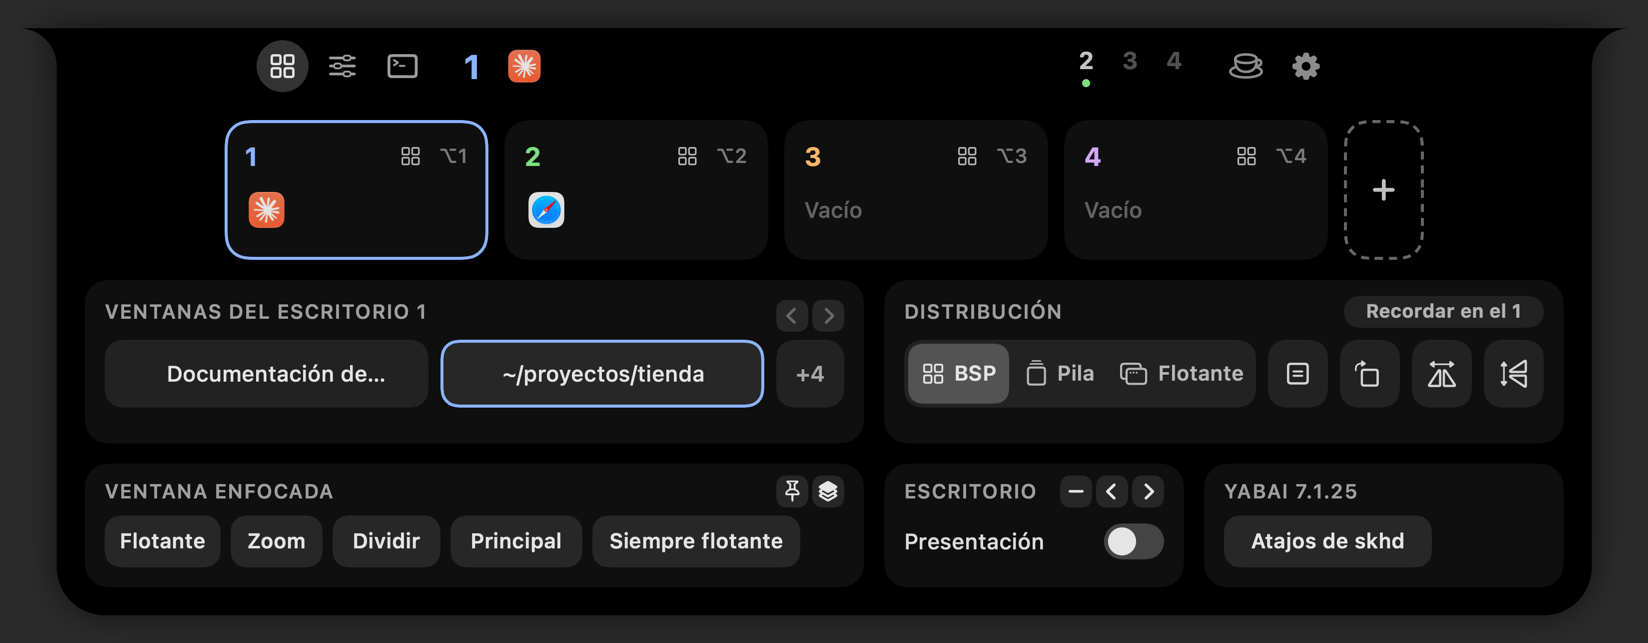 1 2 3 4
1 ⌥1 2 ⌥2 3 ⌥3 4 ⌥4 +
Vacío Vacío
VENTANAS DEL ESCRITORIO 1
Documentación de... ~/proyectos/tienda +4
DISTRIBUCIÓN Recordar en el 1
BSP Pila Flotante
VENTANA ENFOCADA
Flotante Zoom Dividir Principal Siempre flotante
ESCRITORIO
Presentación
YABAI 7.1.25
Atajos de skhd